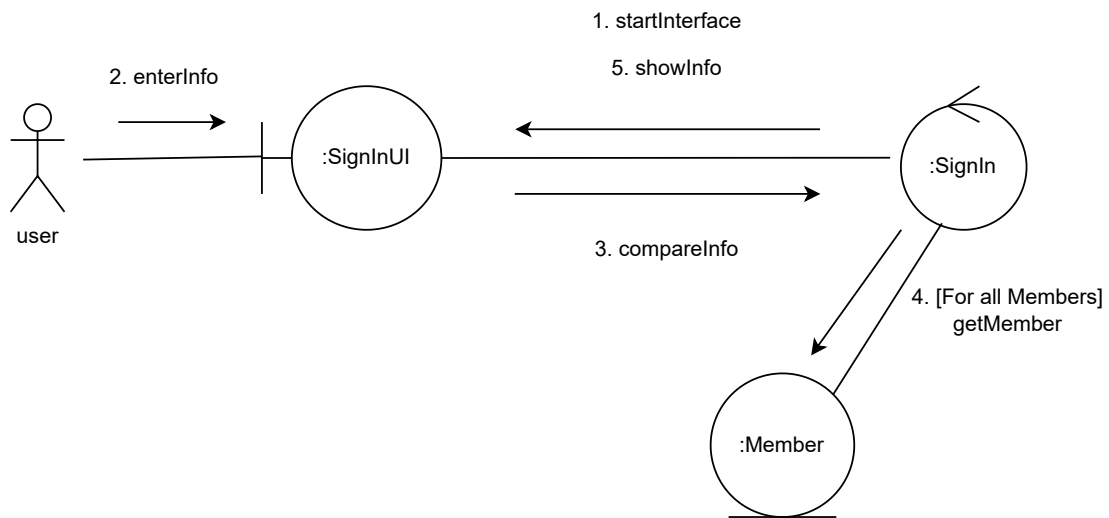 1. startInterface
5. showInfo
2. enterInfo
:SignInUI
:SignIn
user
3. compareInfo
4. [For all Members]
getMember
:Member